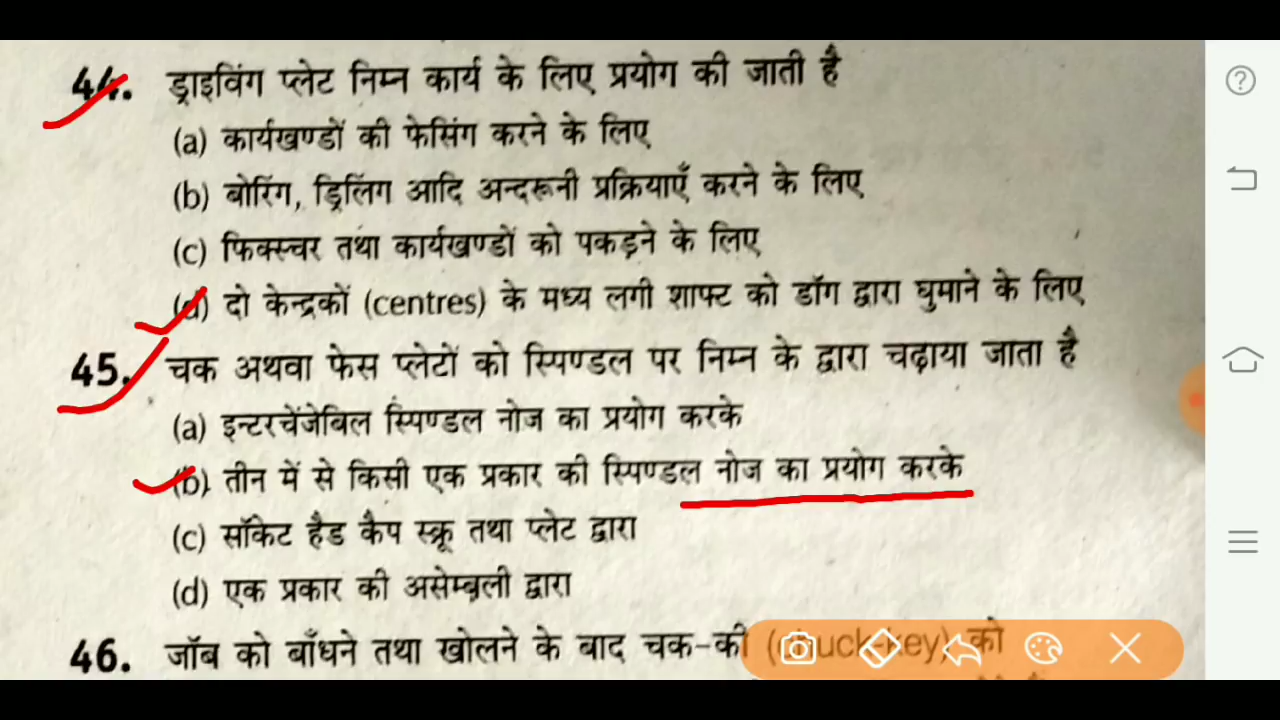 44. ड्राइविंग प्लेट निम्न कार्य के लिए प्रयोग की जाती है
(a) कार्यखण्डों की फेसिंग करने के लिए
(b) बोरिंग, ड्रिलिंग आदि अन्दरूनी प्रक्रियाएँ करने के लिए
(c) फिक्स्चर तथा कार्यखण्डों को पकड़ने के लिए
(d) दो केन्द्रकों (centres) के मध्य लगी शाफ्ट को डॉग द्वारा घुमाने के लिए
45. चक अथवा फेस प्लेटों को स्पिण्डल पर निम्न के द्वारा चढ़ाया जाता है
(a) इन्टरचेंजेबिल स्पिण्डल नोज का प्रयोग करके
(b) तीन में से किसी एक प्रकार की स्पिण्डल नोज का प्रयोग करके
(c) सॉकेट हैड कैप स्क्रू तथा प्लेट द्वारा
(d) एक प्रकार की असेम्बली द्वारा
46. जॉब को बाँधने तथा खोलने के बाद चक-की (chuck-key) को